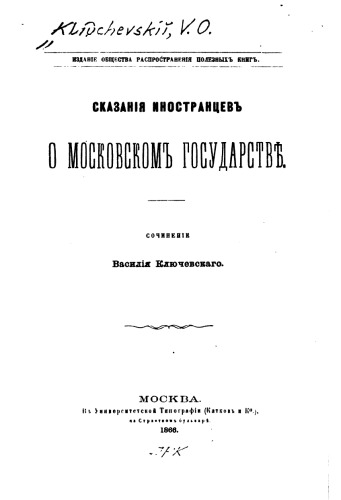 Kliuchevskiĭ, V.O.
ИЗДАНІЕ ОБЩЕСТВА РАСПРОСТРАНЕНІЯ ПОЛЕЗНЫХЪ КНИГЪ.
СКАЗАНІЯ ИНОСТРАНЦЕВЪ
О МОСКОВСКОМЪ ГОСУДАРСТВѢ.
СОЧИНЕНІЕ
Василія Ключевскаго.
МОСКВА.
Въ Университетской Типографіи (Катковъ и К°.),
на Страстномъ бульварѣ.
1866.